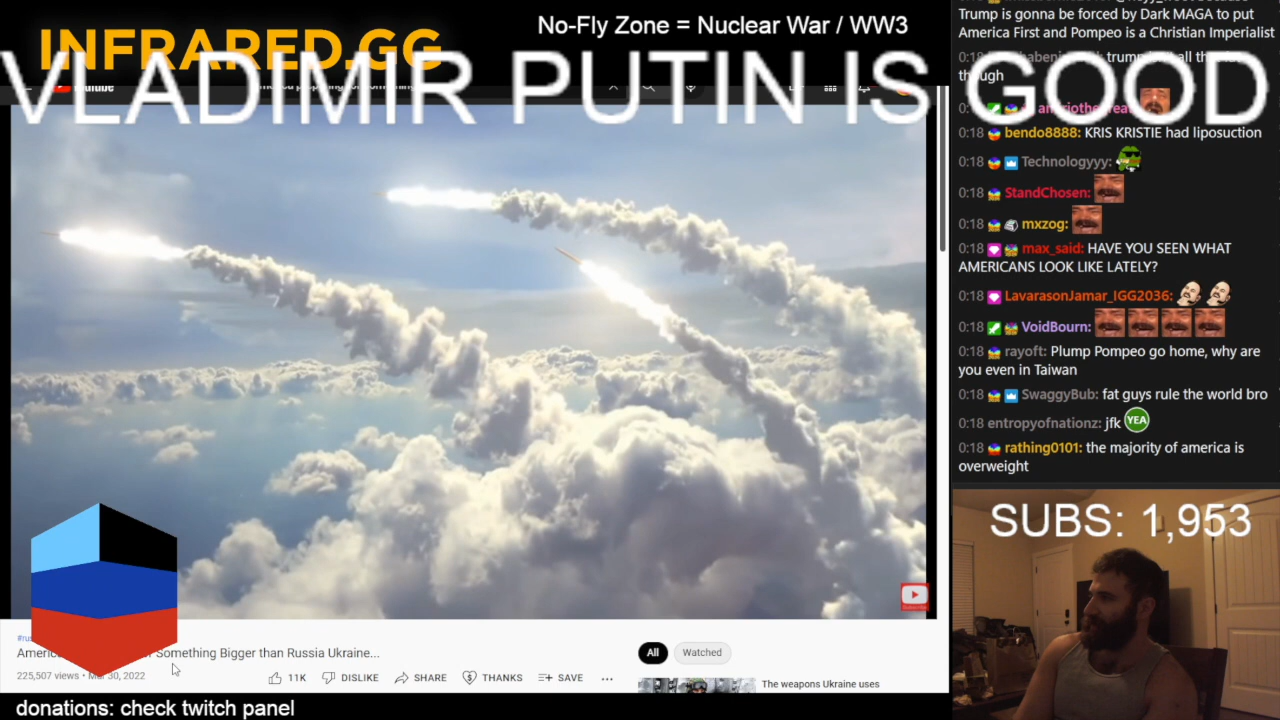 No-Fly Zone = Nuclear War / WW3
INFRARED.GG
VLADIMIR PUTIN IS GOOD
Something Bigger than Russia Ukraine...
225,507 views
30, 2022
11K
DISLIKE
SHARE
THANKS
SAVE
All
Watched
The weapons Ukraine uses
donations: check twitch panel
Trump is gonna be forced by Dark MAGA to put
America First and Pompeo is a Christian Imperialist
though
0:18 bendo8888: KRIS KRISTIE had liposuction
0:18 Technologyyy:
0:18 StandChosen:
0:18 mxzog:
0:18 max_said: HAVE YOU SEEN WHAT
AMERICANS LOOK LIKE LATELY?
0:18 LavarasonJamar_IGG2036:
0:18 VoidBourn:
0:18 rayoft: Plump Pompeo go home, why are
you even in Taiwan
0:18 SwaggyBub: fat guys rule the world bro
0:18 entropyofnationz: jfk YEA
0:18 rathing0101: the majority of america is
overweight
SUBS: 1,953